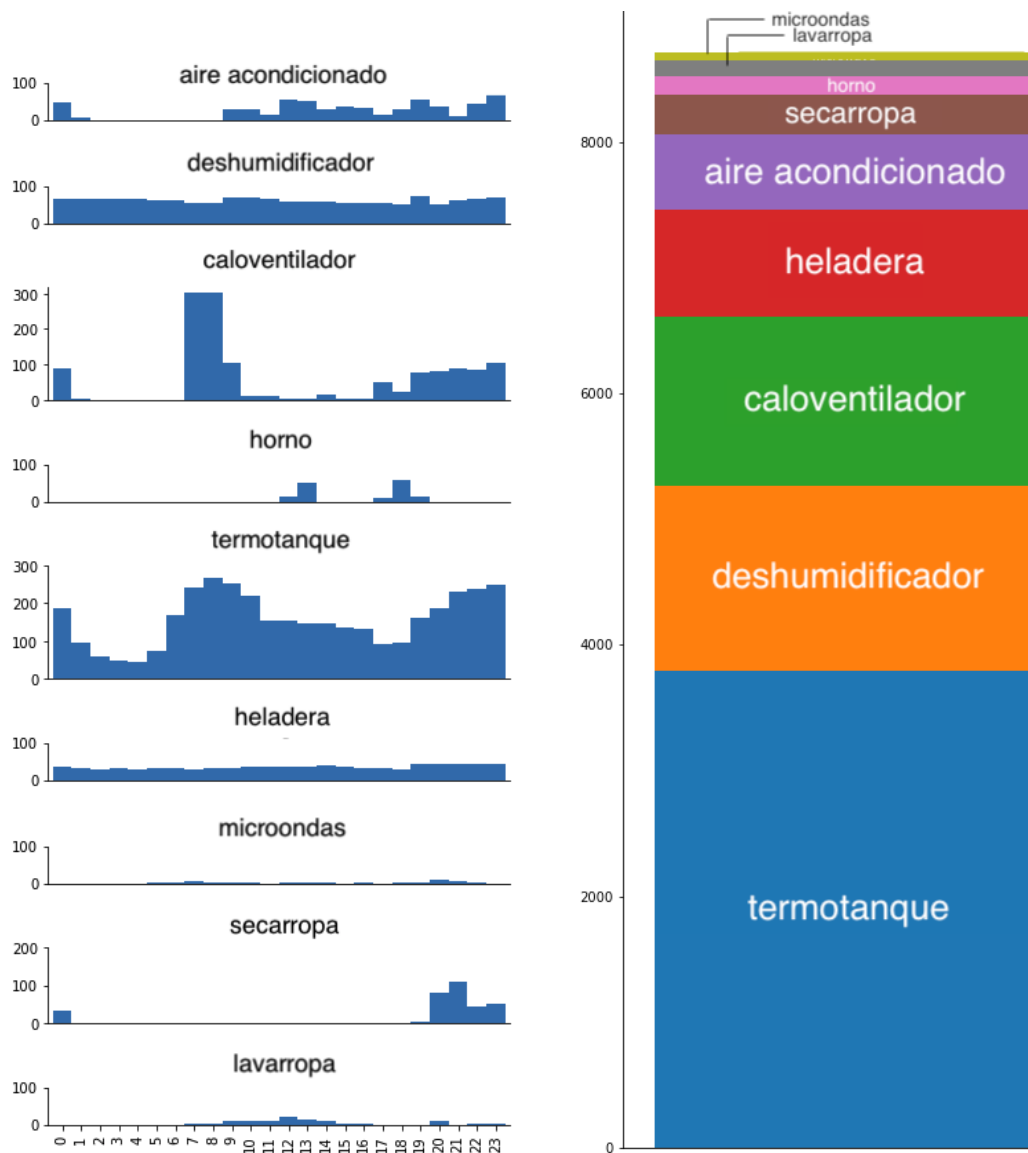 aire acondicionado
100
0
deshumidificador
100
0
caloventilador
300
200
100
0
horno
100
0
termotanque
300
200
100
0
heladera
100
0
microondas
100
0
secarropa
200
100
0
lavarropa
100
0
0 1 2 3 4 5 6 7 8 9 10 11 12 13 14 15 16 17 18 19 20 21 22 23
microondas
lavarropa
horno
secarropa
8000
aire acondicionado
heladera
6000
caloventilador
deshumidificador
4000
2000
termotanque
0